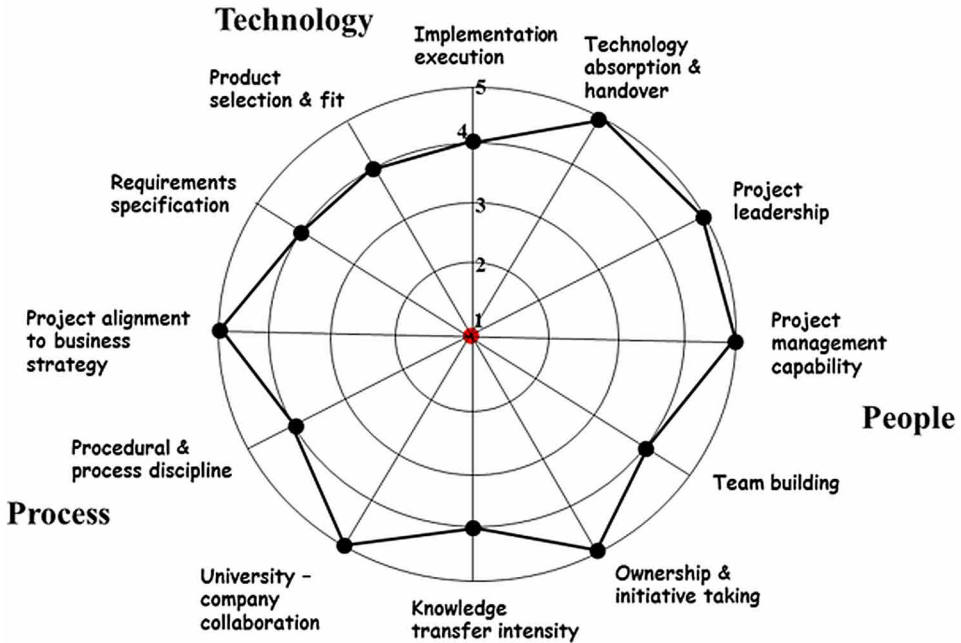 Technology
Implementation
execution
Technology
absorption &
handover
Product
selection & fit
5
4
Requirements
specification
Project
leadership
3
2
1
Project alignment
to business
strategy
Project
management
capability
People
Procedural &
process discipline
Team building
Process
University –
company
collaboration
Knowledge
transfer intensity
Ownership &
initiative taking